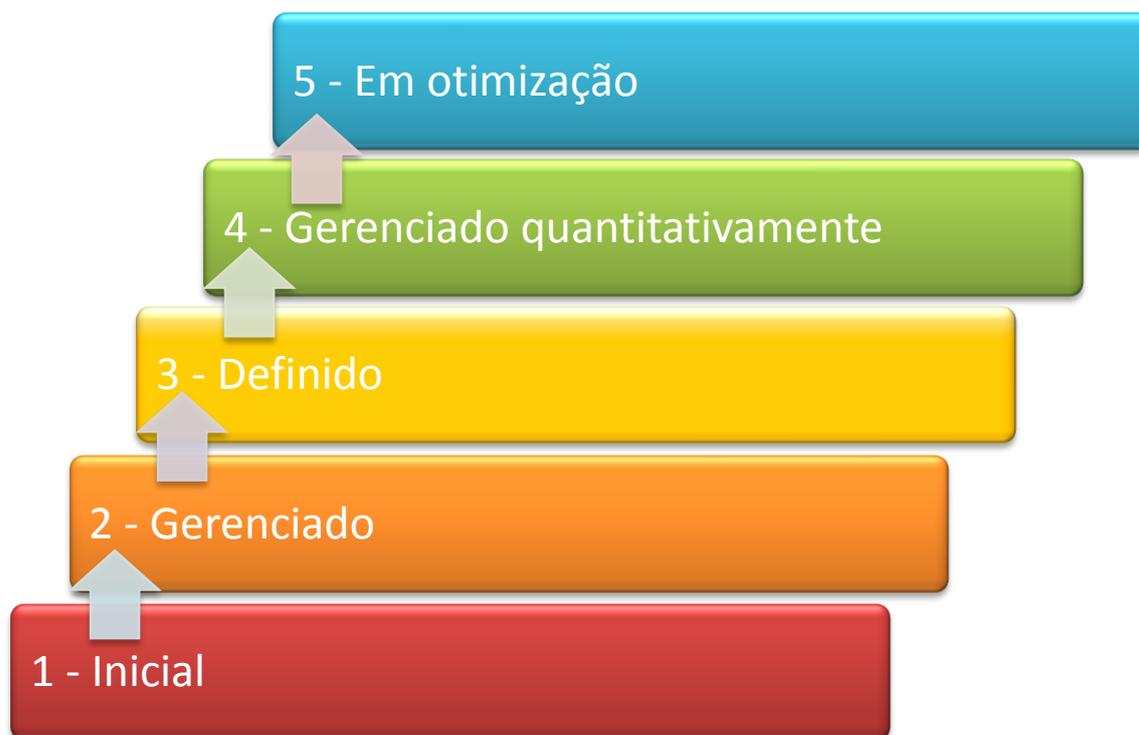 5 - Em otimização
4 - Gerenciado quantitativamente
3 - Definido
2 - Gerenciado
1 - Inicial